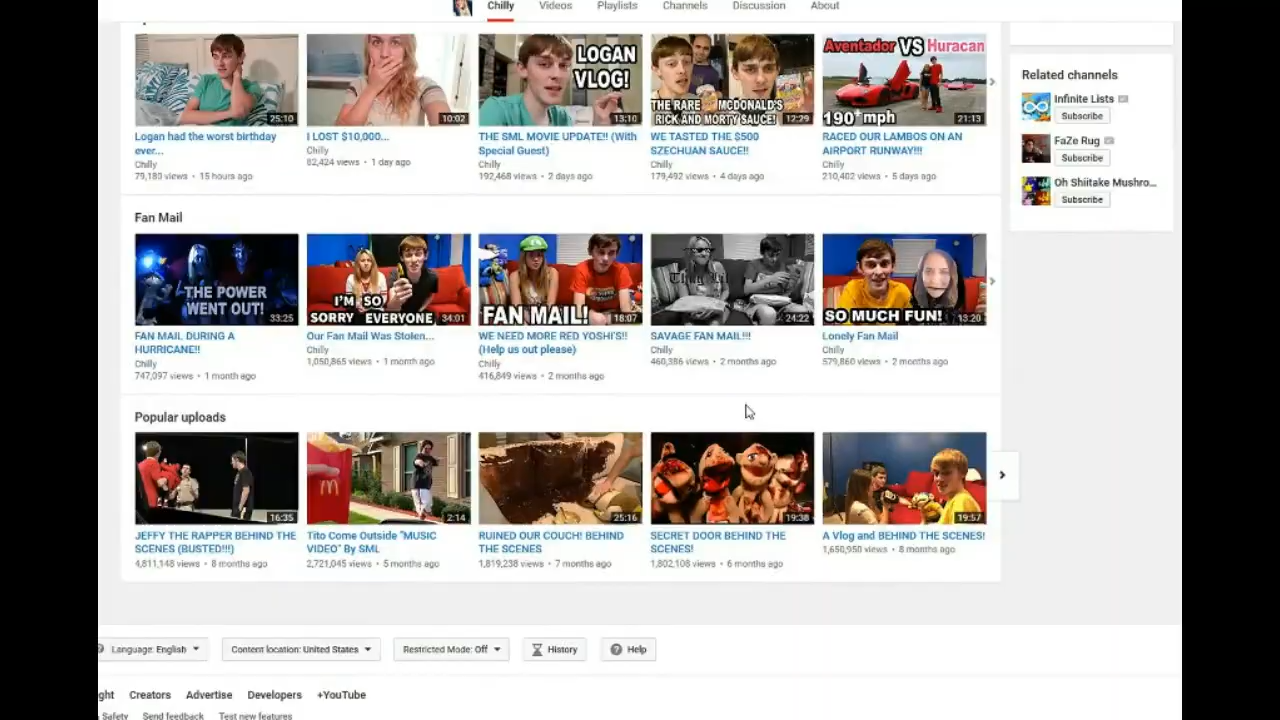 Chilly Videos Playlists Channels Discussion About
LOGAN
VLOG!
THE RARE MCDONALD'S
RICK AND MORTY SAUCE!
Aventador VS Huracan
190 mph
25:10 10:02 13:10 12:29 21:13
Logan had the worst birthday
ever...
Chilly
79,180 views • 15 hours ago
I LOST $10,000...
Chilly
82,424 views • 1 day ago
THE SML MOVIE UPDATE!! (With
Special Guest)
Chilly
192,468 views • 2 days ago
WE TASTED THE $500
SZECHUAN SAUCE!!
Chilly
179,492 views • 4 days ago
RACED OUR LAMBOS ON AN
AIRPORT RUNWAY!!!
Chilly
210,402 views • 5 days ago
Related channels
Infinite Lists
Subscribe
FaZe Rug
Subscribe
Oh Shiitake Mushro...
Subscribe
Fan Mail
THE POWER
WENT OUT!
33:25
I'M SO
SORRY EVERYONE
34:01
FAN MAIL!
18:07
Thug Life
24:22
SO MUCH FUN!
13:20
FAN MAIL DURING A
HURRICANE!!
Chilly
747,097 views • 1 month ago
Our Fan Mail Was Stolen...
Chilly
1,050,865 views • 1 month ago
WE NEED MORE RED YOSHI'S!!
(Help us out please)
Chilly
416,849 views • 2 months ago
SAVAGE FAN MAIL!!!
Chilly
460,386 views • 2 months ago
Lonely Fan Mail
Chilly
579,860 views • 2 months ago
Popular uploads
16:35 2:14 25:16 19:38 19:57
JEFFY THE RAPPER BEHIND THE
SCENES (BUSTED!!!)
4,811,148 views • 8 months ago
Tito Come Outside "MUSIC
VIDEO" By SML
2,721,045 views • 5 months ago
RUINED OUR COUCH! BEHIND
THE SCENES
1,819,238 views • 7 months ago
SECRET DOOR BEHIND THE
SCENES!
1,802,108 views • 6 months ago
A Vlog and BEHIND THE SCENES!
1,650,950 views • 8 months ago
Language: English Content location: United States Restricted Mode: Off History Help
ght Creators Advertise Developers +YouTube
Safety Send feedback Test new features